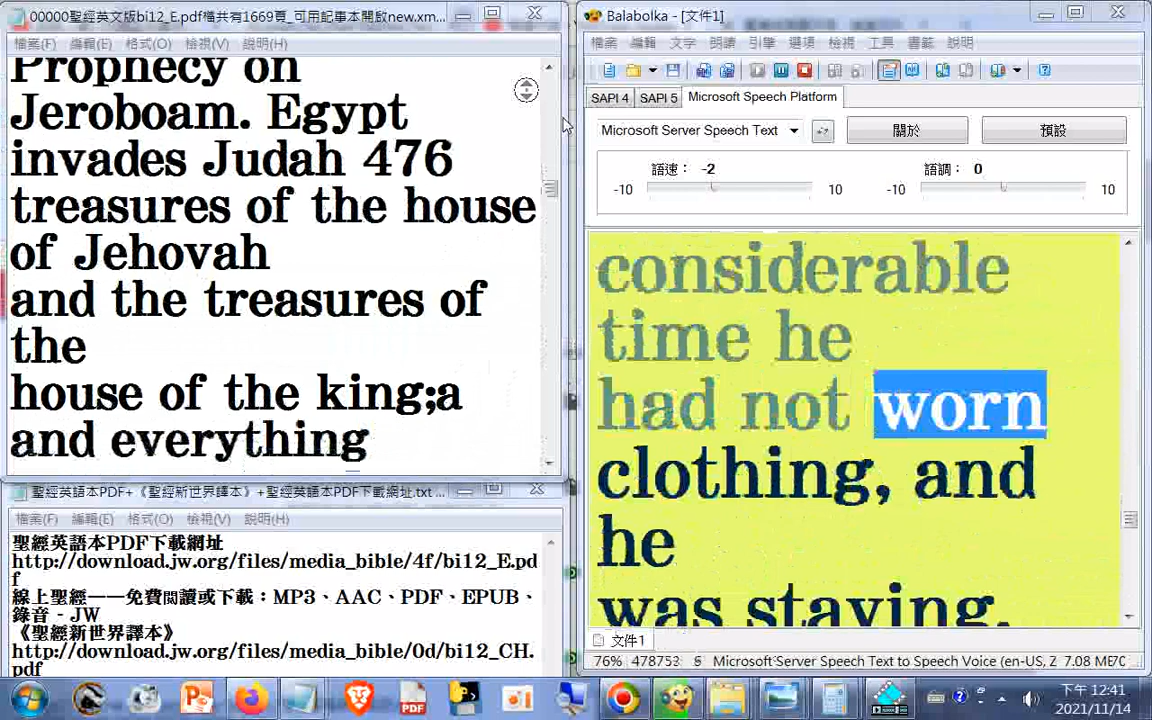 00000聖經英文版bi12_E.pdf檔共有1669頁_可用記事本開啟new.xm...
檔案(F) 編輯(E) 格式(O) 檢視(V) 說明(H)
Prophecy on
Jeroboam. Egypt
invades Judah 476
treasures of the house
of Jehovah
and the treasures of
the
house of the king;a
and everything
聖經英語本PDF+《聖經新世界譯本》+聖經英語本PDF下載網址.txt ...
檔案(F) 編輯(E) 格式(O) 檢視(V) 說明(H)
聖經英語本PDF下載網址
http://download.jw.org/files/media_bible/4f/bi12_E.pd
f
線上聖經——免費閱讀或下載：MP3、AAC、PDF、EPUB、
錄音 - JW
《聖經新世界譯本》
http://download.jw.org/files/media_bible/0d/bi12_CH.
pdf
Balabolka - [文件1]
檔案 編輯 文字 朗讀 引擎 選項 檢視 工具 書籤 說明
SAPI 4 SAPI 5 Microsoft Speech Platform
Microsoft Server Speech Text 關於 預設
語速： -2 語調： 0
-10 10 -10 10
considerable
time he
had not worn
clothing, and
he
was staying,
文件1
76% 478753 Microsoft Server Speech Text to Speech Voice (en-US, Z
下午 12:41
2021/11/14